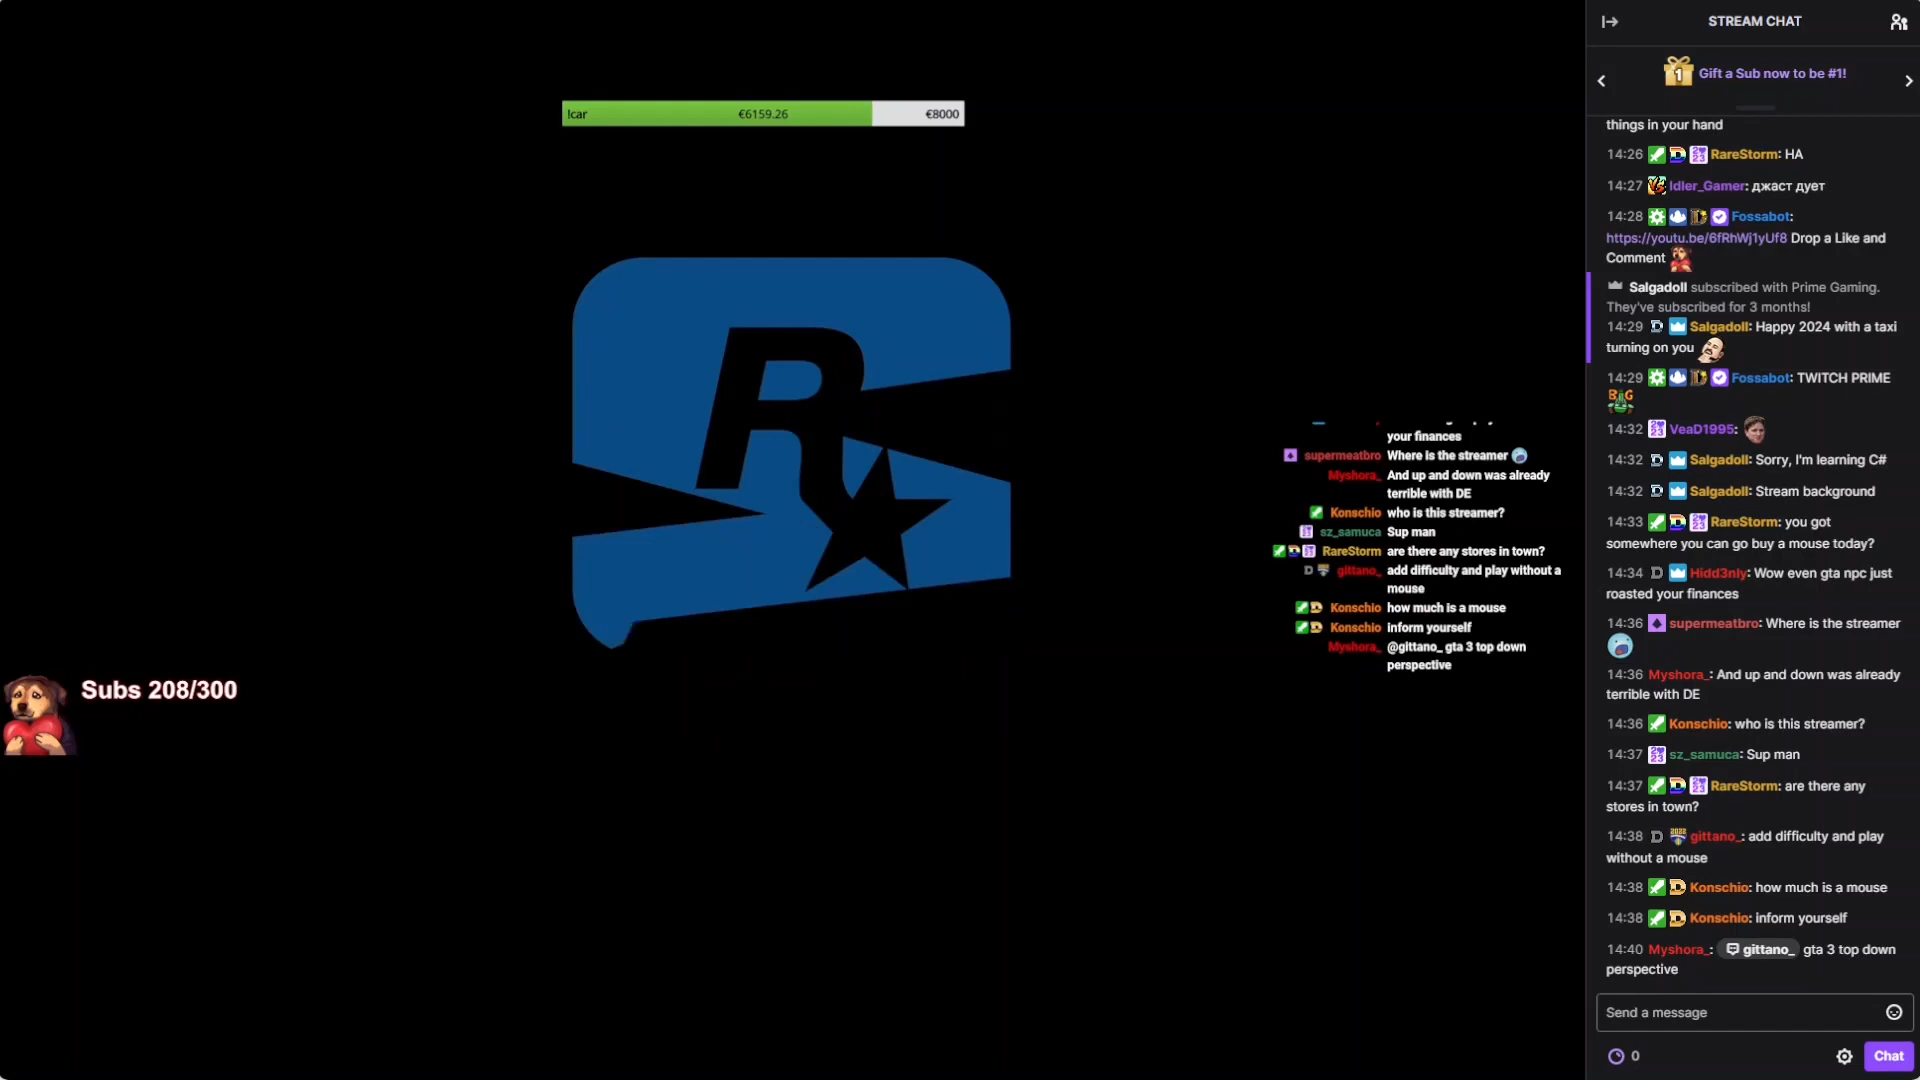 !car €6159.26 €8000
R
Subs 208/300
your finances
supermeatbro Where is the streamer
Myshora_ And up and down was already
terrible with DE
Konschio who is this streamer?
sz_samuca Sup man
RareStorm are there any stores in town?
gittano_ add difficulty and play without a
mouse
Konschio how much is a mouse
Konschio inform yourself
Myshora_ @gittano_ gta 3 top down
perspective
STREAM CHAT
1 Gift a Sub now to be #1!
things in your hand
14:26 RareStorm: HA
14:27 Idler_Gamer: джаст дует
14:28 Fossabot:
https://youtu.be/6fRhWj1yUf8 Drop a Like and
Comment
Salgadoll subscribed with Prime Gaming.
They've subscribed for 3 months!
14:29 Salgadoll: Happy 2024 with a taxi
turning on you
14:29 Fossabot: TWITCH PRIME
BIG
14:32 VeaD1995:
14:32 Salgadoll: Sorry, I'm learning C#
14:32 Salgadoll: Stream background
14:33 RareStorm: you got
somewhere you can go buy a mouse today?
14:34 Hidd3nly: Wow even gta npc just
roasted your finances
14:36 supermeatbro: Where is the streamer
14:36 Myshora_: And up and down was already
terrible with DE
14:36 Konschio: who is this streamer?
14:37 sz_samuca: Sup man
14:37 RareStorm: are there any
stores in town?
14:38 gittano_: add difficulty and play
without a mouse
14:38 Konschio: how much is a mouse
14:38 Konschio: inform yourself
14:40 Myshora_: gittano_ gta 3 top down
perspective
Send a message
0
Chat